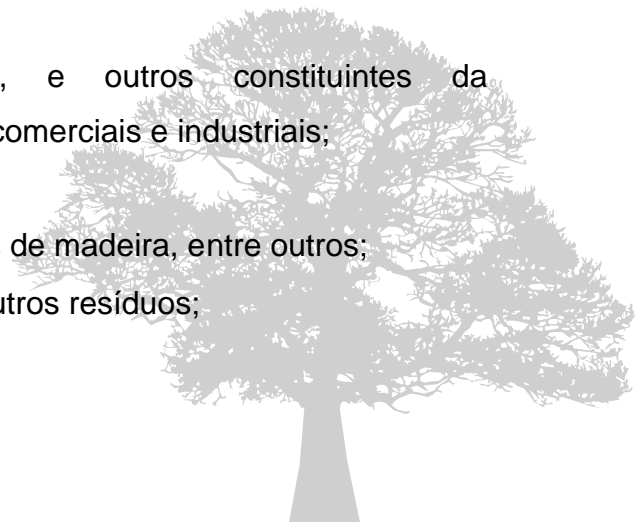 , e outros constituintes da
comerciais e industriais;
de madeira, entre outros;
utros resíduos;